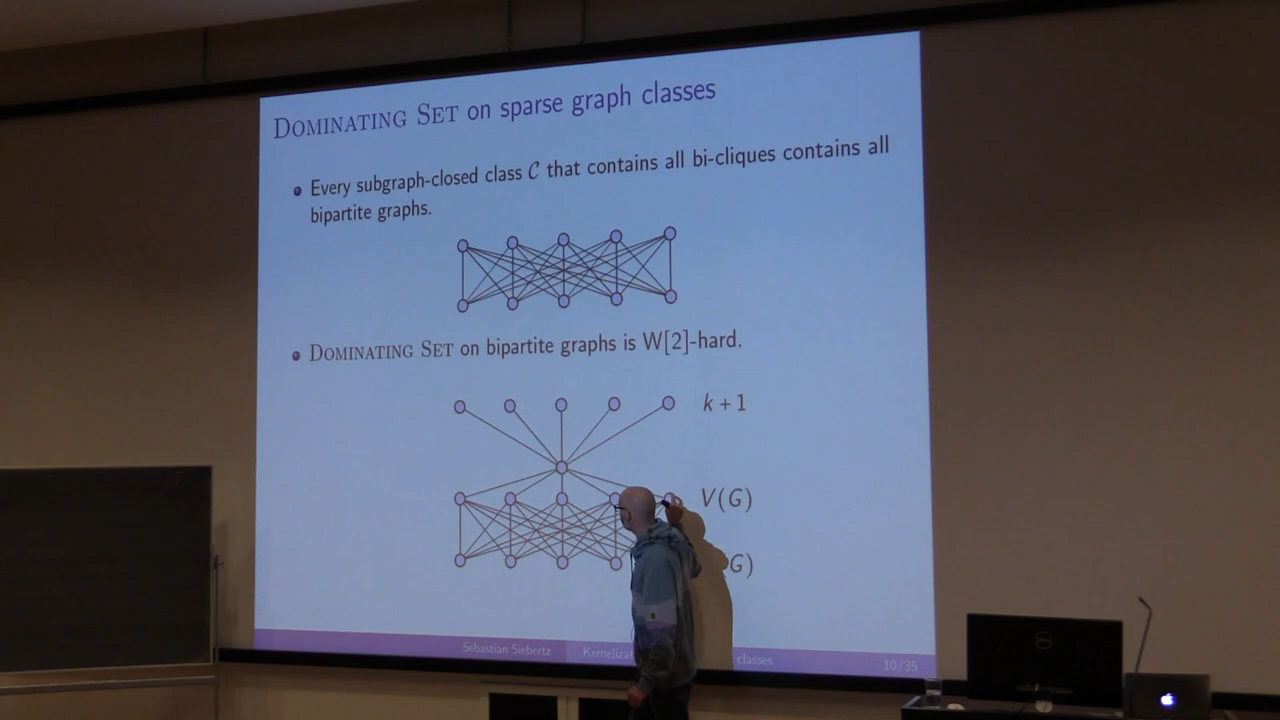 DOMINATING SET on sparse graph classes
Every subgraph-closed class C that contains all bi-cliques contains all
bipartite graphs.
DOMINATING SET on bipartite graphs is W[2]-hard.
k + 1
V(G)
G)
Sebastian Siebertz
classes
10/35
DELL